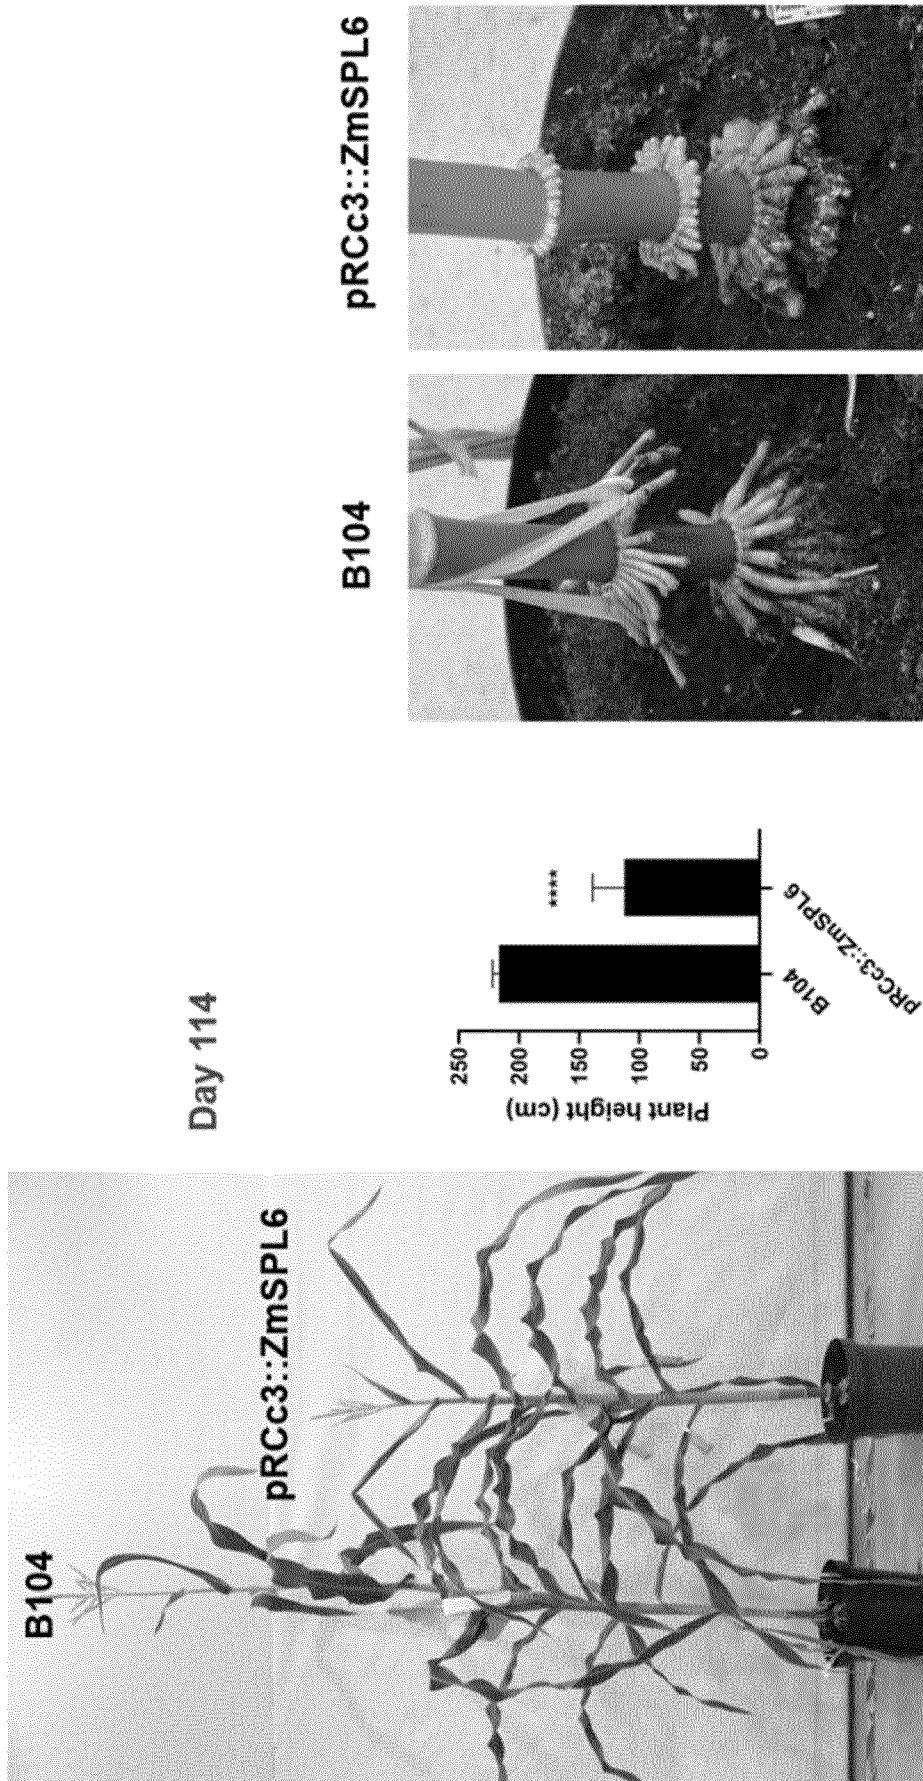 B104
pRCc3::ZmSPL6
Day 114
Plant height (cm)
250
200
150
100
50
0
****
B104
pRCc3::ZmSPL6
B104
pRCc3::ZmSPL6